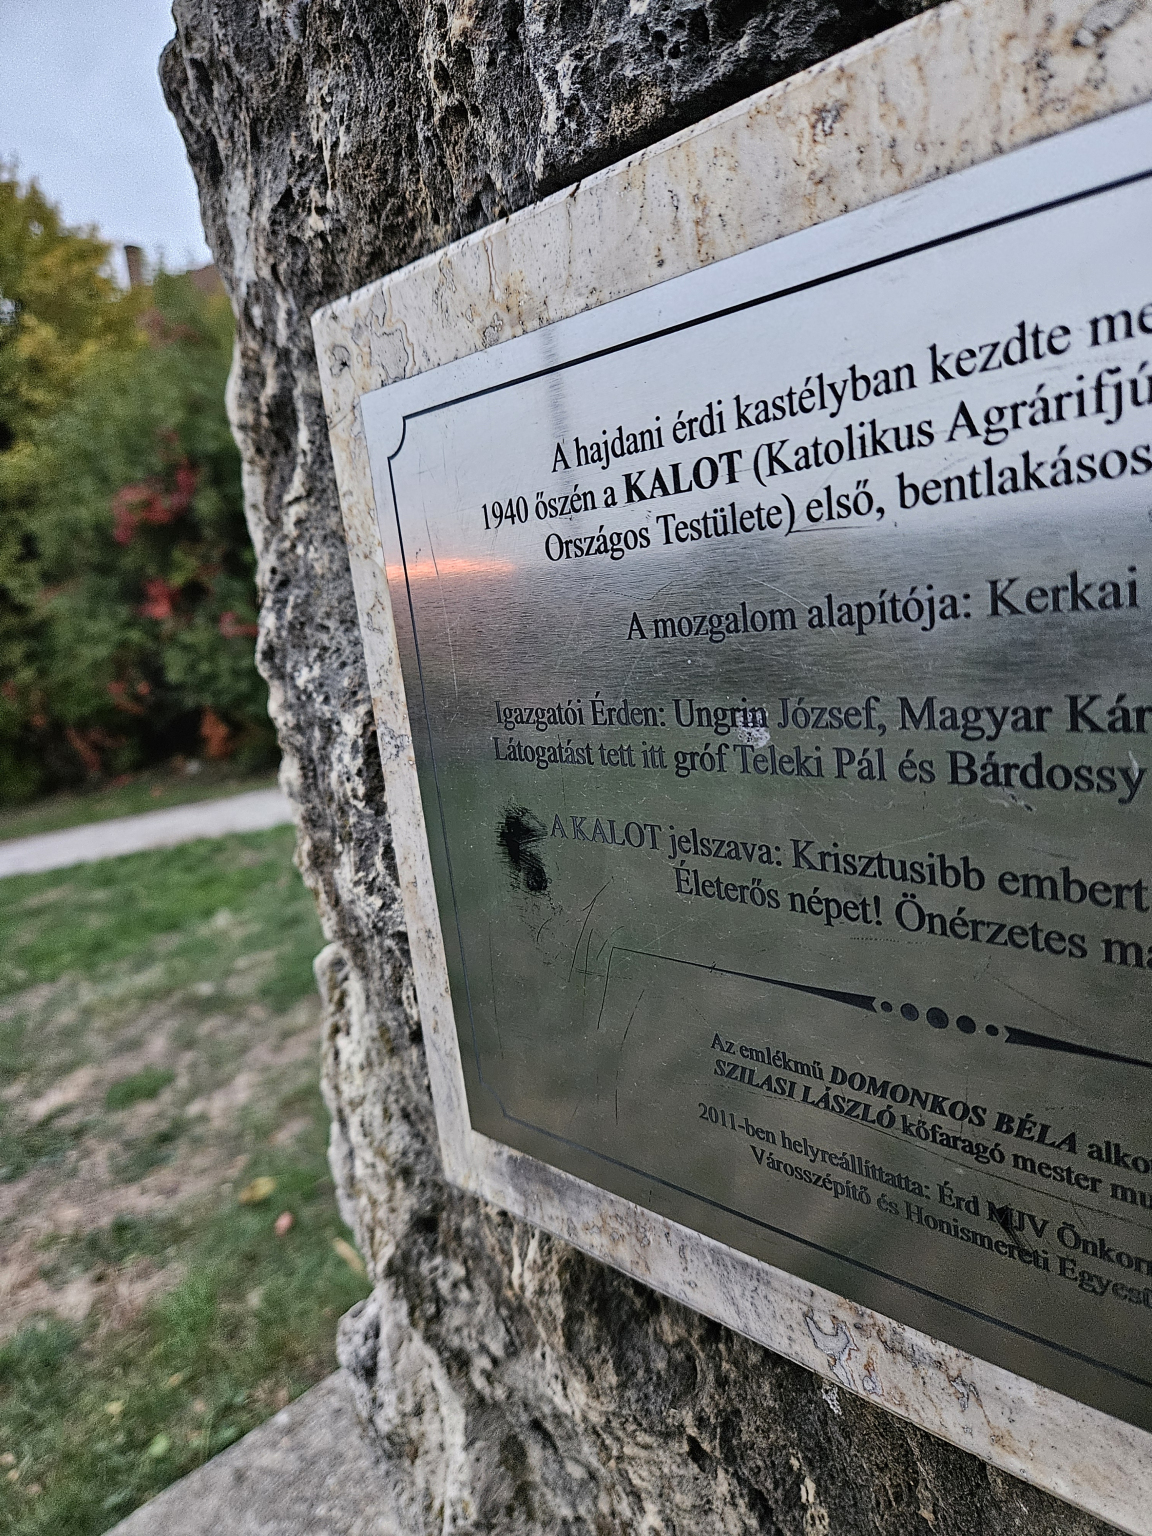 A hajdani érdi kastélyban kezdte me
1940 őszén a KALOT (Katolikus Agrárifjú
Országos Testülete) első, bentlakásos
A mozgalom alapítója: Kerkai
Igazgatói Érden: Ungrin József, Magyar Kár
Látogatást tett itt gróf Teleki Pál és Bárdossy
A KALOT jelszava: Krisztusibb embert
Életerős népet! Önérzetes ma
Az emlékmű DOMONKOS BÉLA alko
SZILASI LÁSZLÓ kőfaragó mester mu
2011-ben helyreállíttatta: Érd MJV Önkor
Városszépítő és Honismereti Egyesü